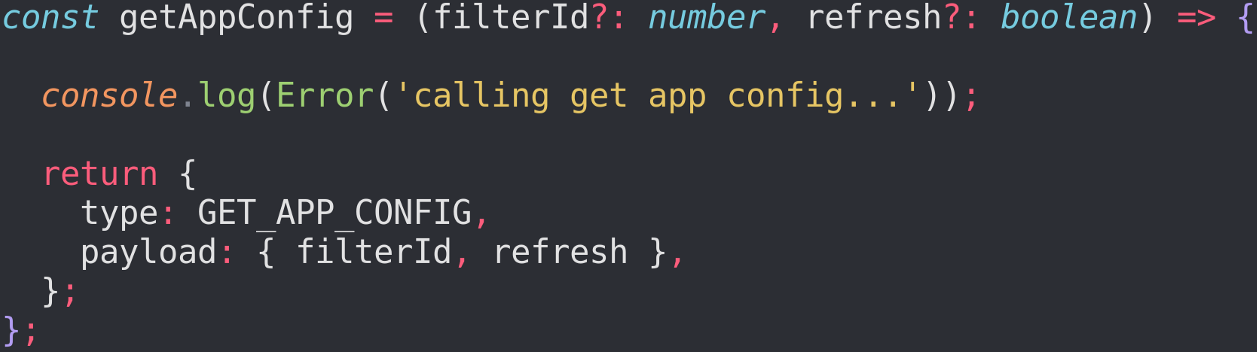 const getAppConfig = (filterId?: number, refresh?: boolean) => {
console.log(Error('calling get app config...'));
return {
type: GET_APP_CONFIG,
payload: { filterId, refresh },
};
};